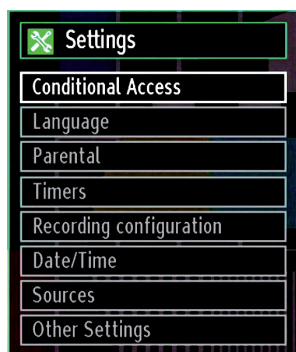 Settings
Conditional Access
Language
Parental
Timers
Recording configuration
Date/Time
Sources
Other Settings